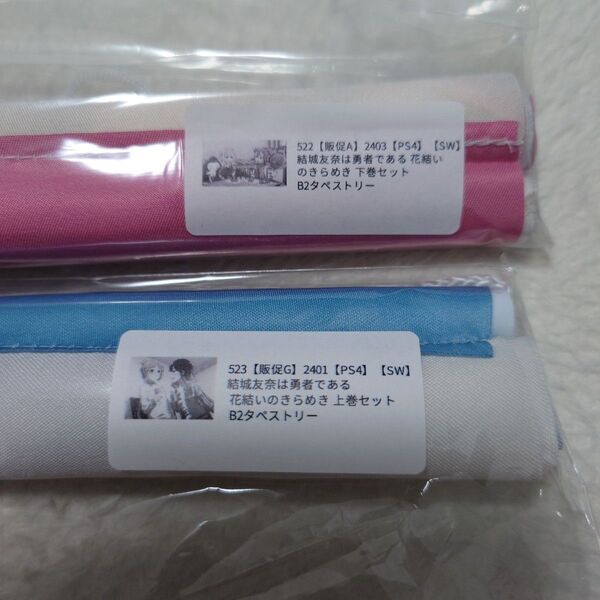 522【販促A】2403【PS4】【SW】
結城友奈は勇者である 花結い
のきらめき 下巻セット
B2タペストリー
523【販促G】2401【PS4】【SW】
結城友奈は勇者である
花結いのきらめき 上巻セット
B2タペストリー